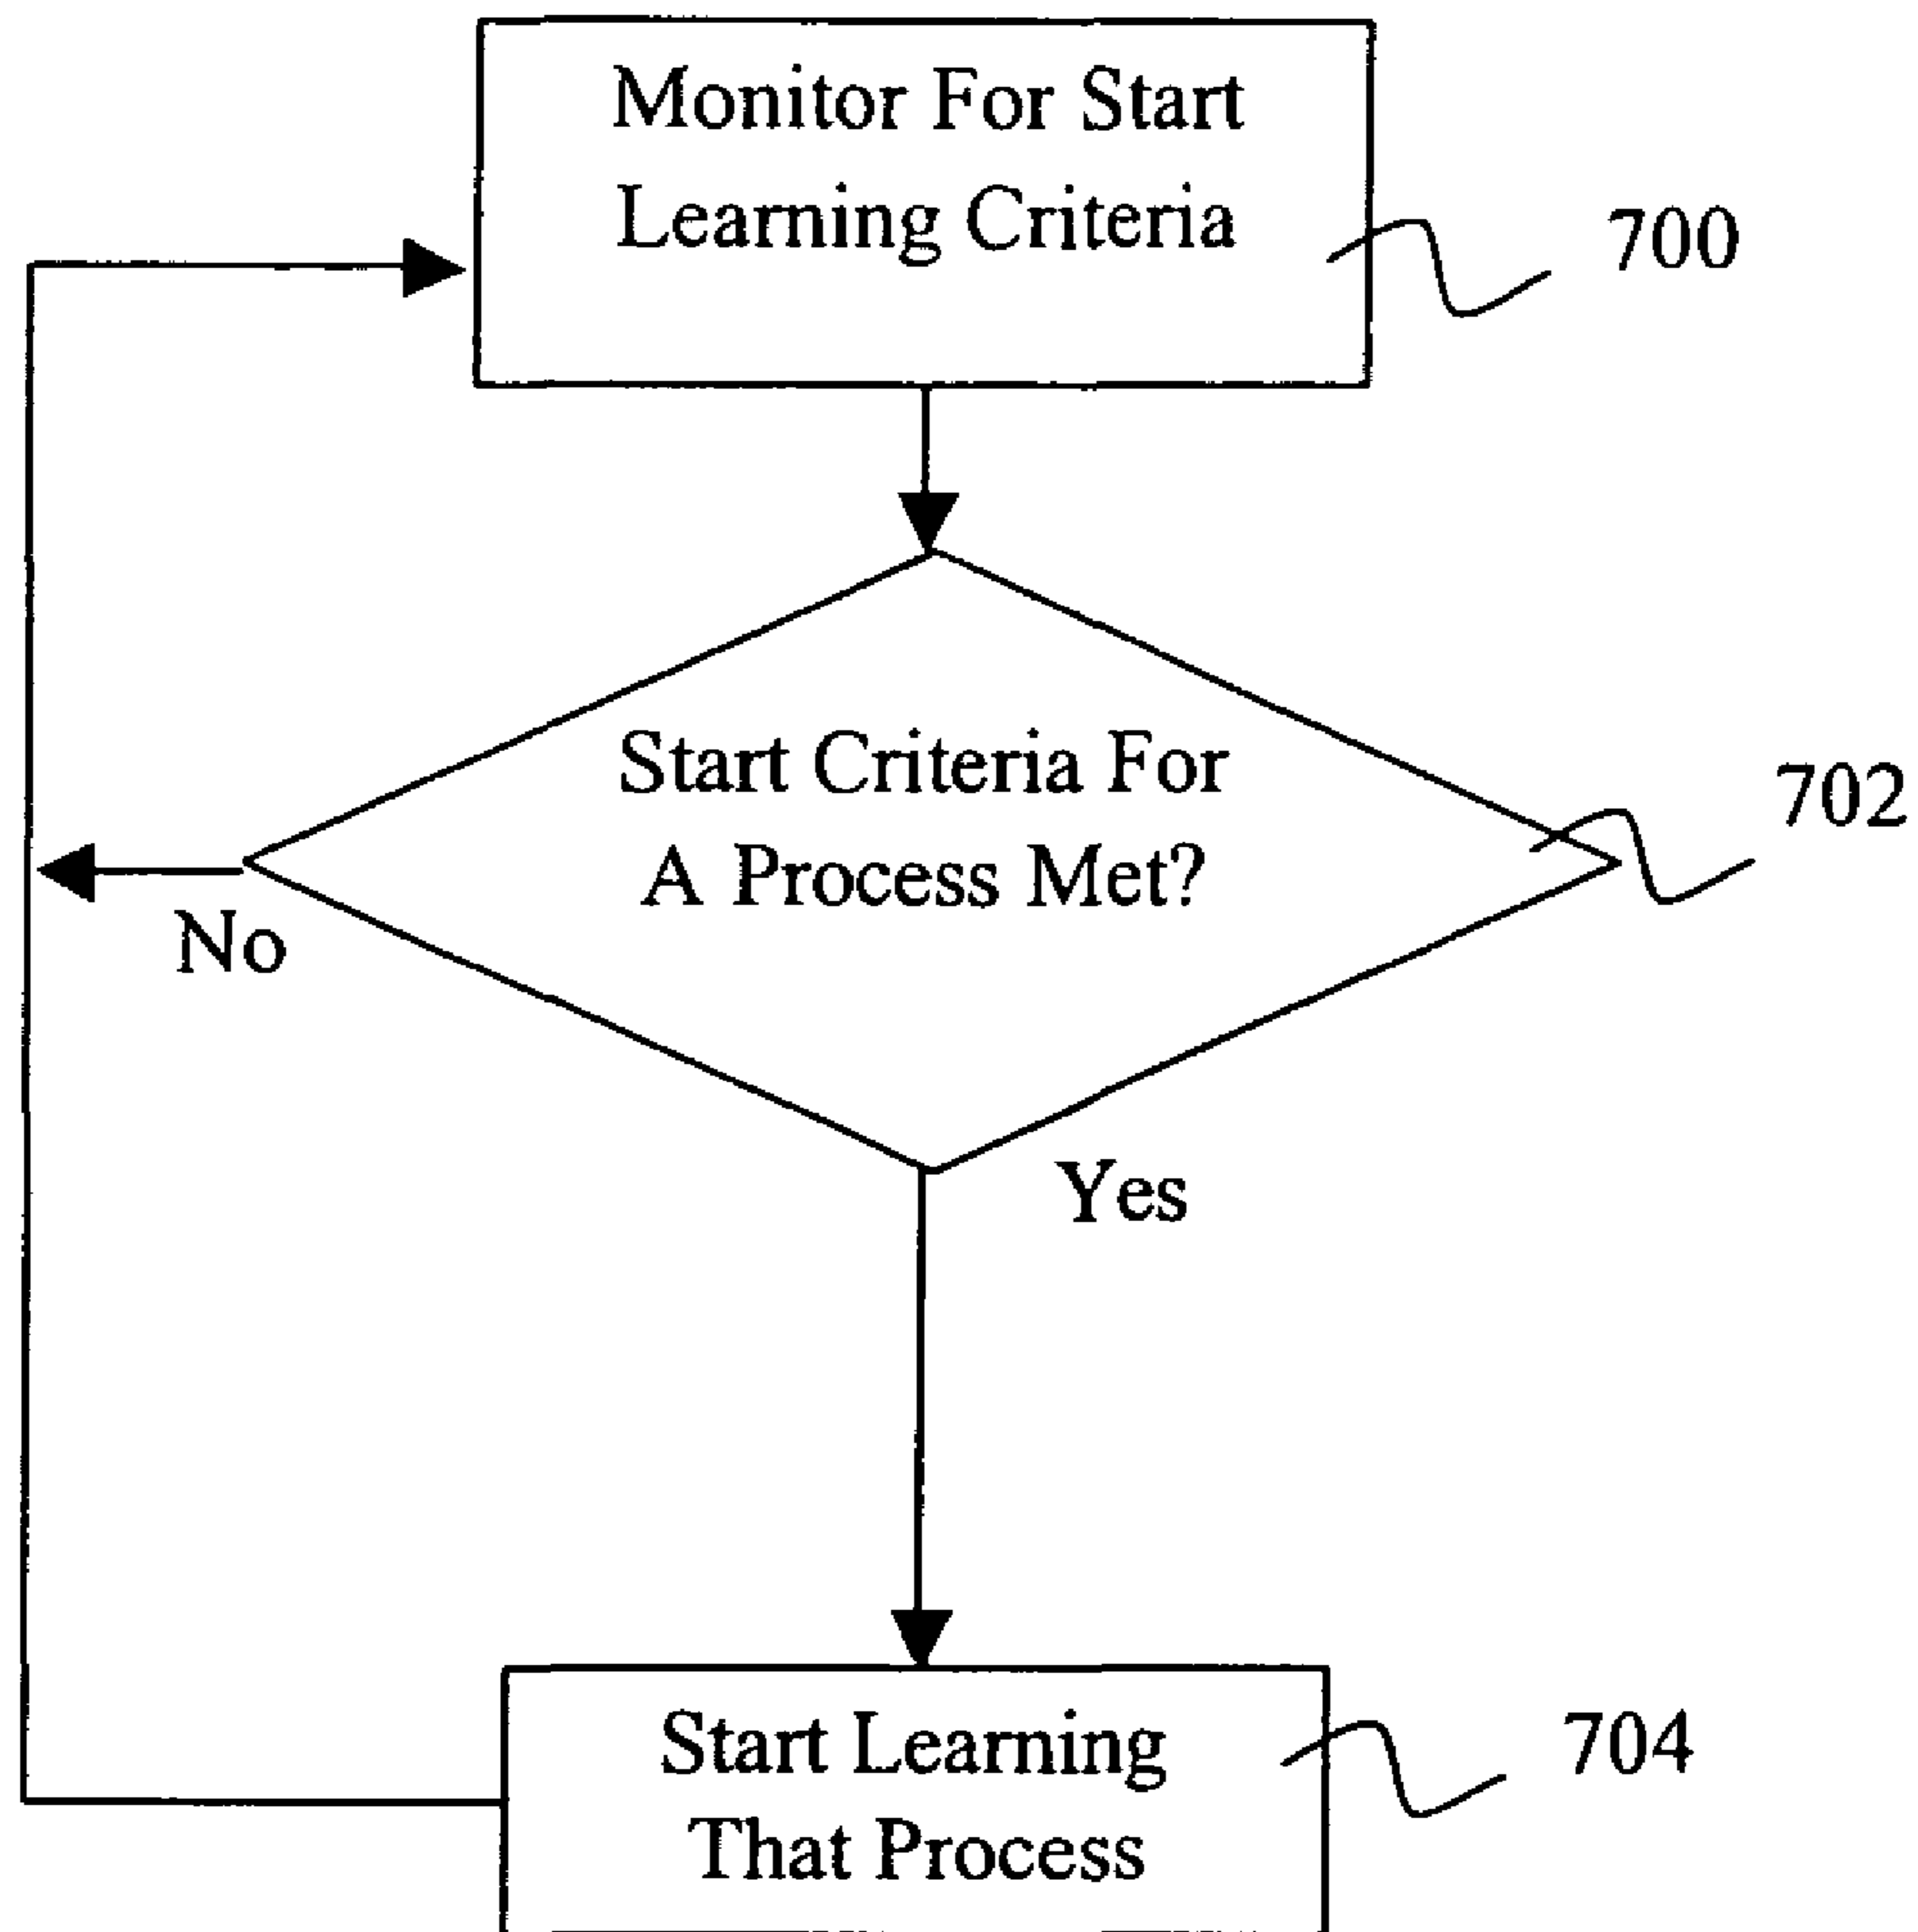 Monitor For Start
Learning Criteria
700
Start Criteria For
A Process Met?
702
No
Yes
Start Learning
That Process
704